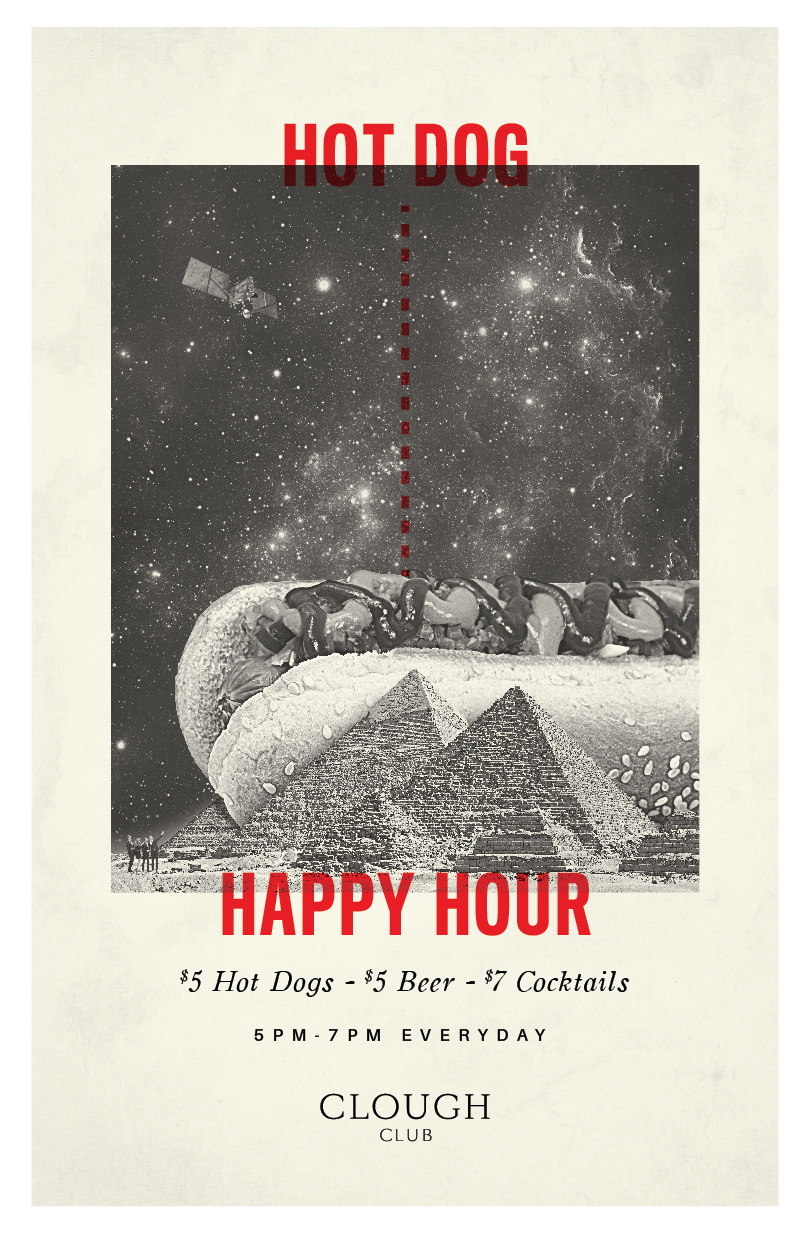 HOT DOG
HAPPY HOUR
$5 Hot Dogs - $5 Beer - $7 Cocktails
5PM-7PM EVERYDAY
CLOUGH
CLUB